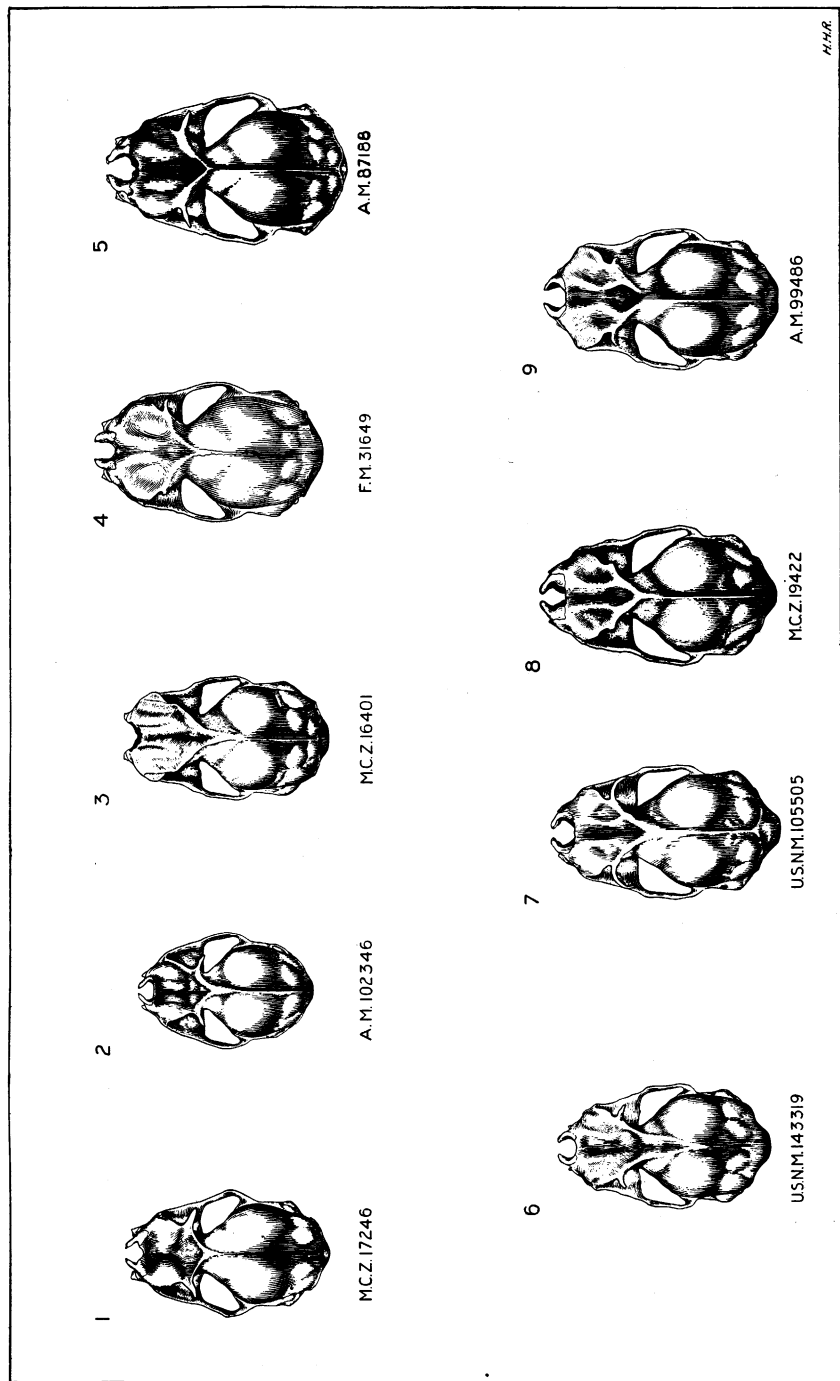 1
M.C.Z. 17246
2
A.M. 102346
3
M.C.Z. 16401
4
F.M. 31649
5
A.M. 87188
6
U.S.N.M. 143319
7
U.S.N.M. 105505
8
M.C.Z. 19422
9
A.M. 99486
H.H.R.